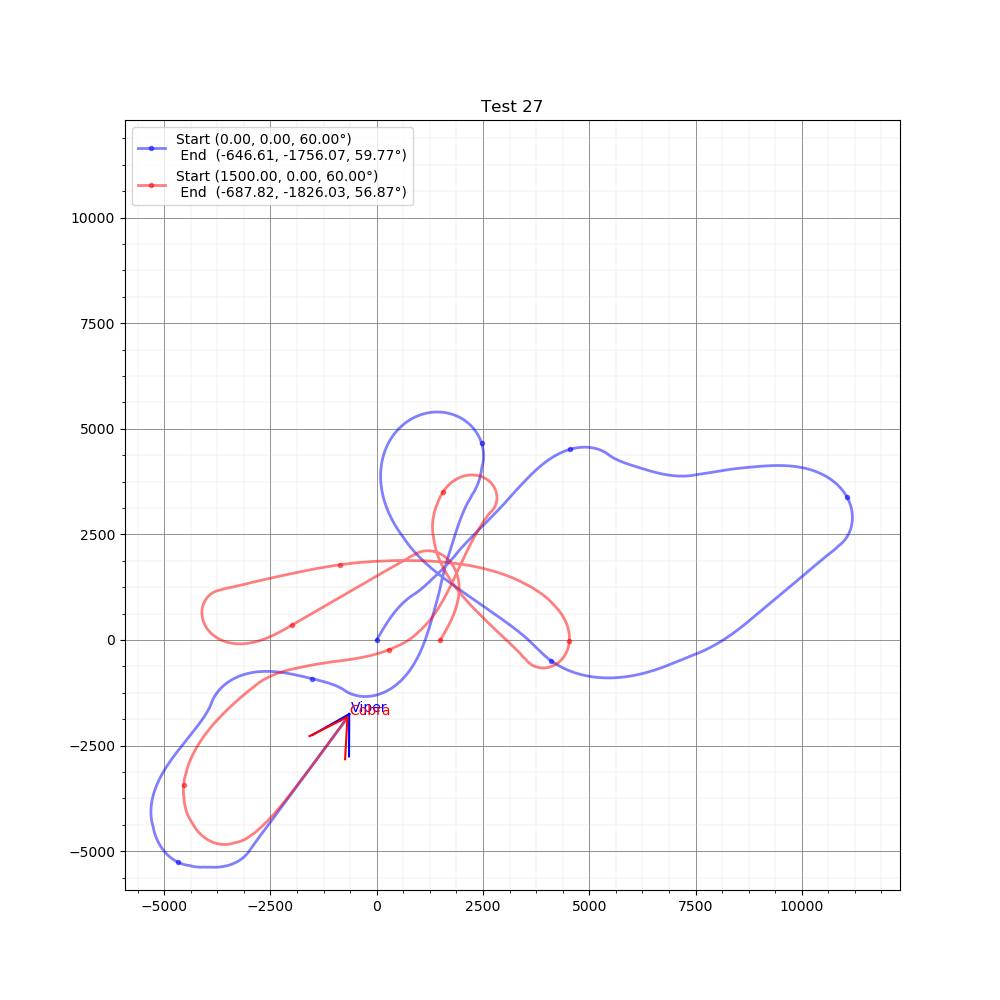 Test 27
Start (0.00, 0.00, 60.00°)
End (-646.61, -1756.07, 59.77°)
Start (1500.00, 0.00, 60.00°)
End (-687.82, -1826.03, 56.87°)
10000
7500
5000
2500
0
−2500
−5000
Viper
Cobra
−5000
−2500
0
2500
5000
7500
10000